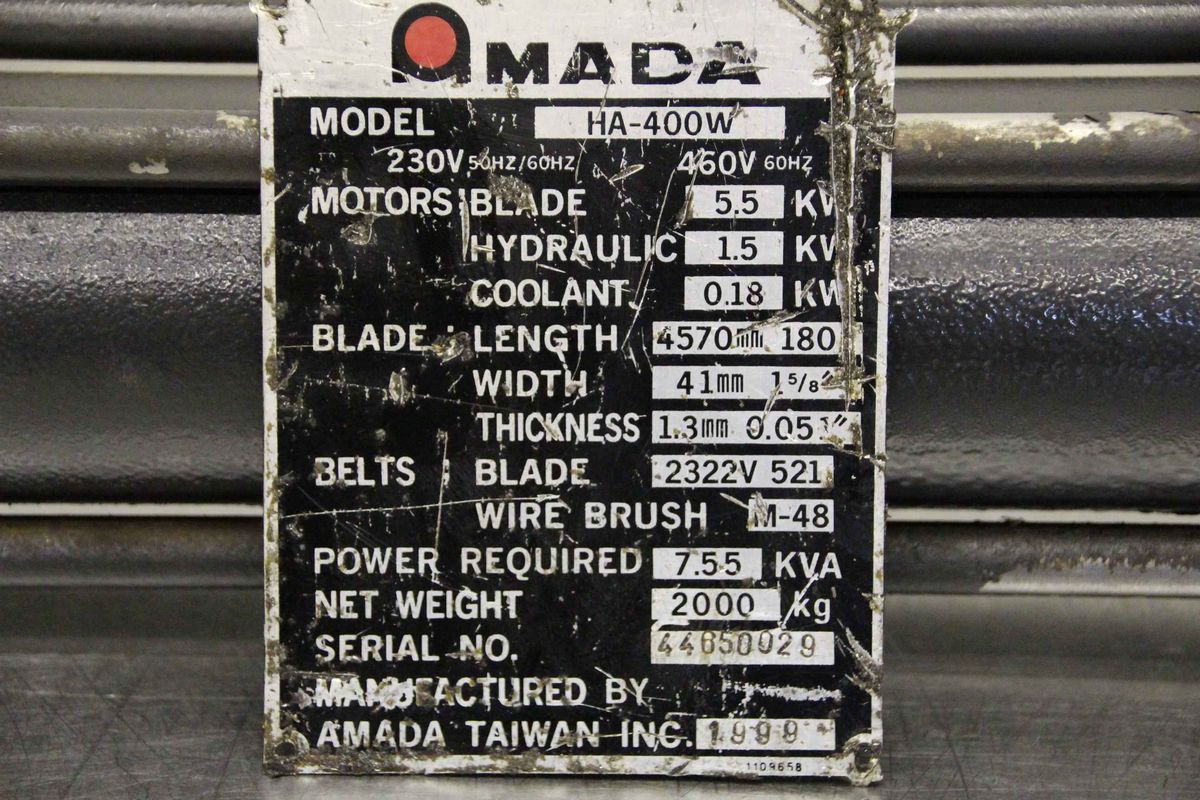 AMADA
MODEL HA-400W
230V 50HZ/60HZ 460V 60HZ
MOTORS: BLADE 5.5 KW
HYDRAULIC 1.5 KW
COOLANT 0.18 KW
BLADE : LENGTH 4570mm 180
WIDTH 41mm 1 5/8"
THICKNESS 1.3mm 0.051"
BELTS : BLADE 2322V 521
WIRE BRUSH M-48
POWER REQUIRED 7.55 KVA
NET WEIGHT 2000 kg
SERIAL NO. 44650029
MANUFACTURED BY
AMADA TAIWAN INC. 1999
1109658